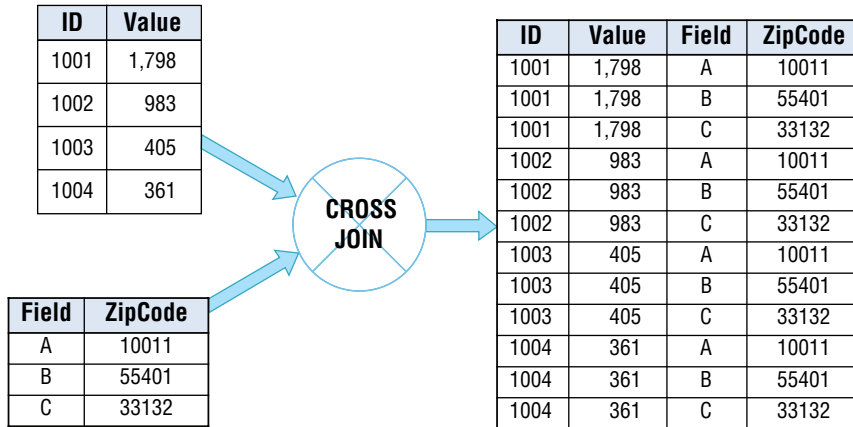 ID Value
1001 1,798
1002 983
1003 405
1004 361
Field ZipCode
A 10011
B 55401
C 33132
CROSS
JOIN
ID Value Field ZipCode
1001 1,798 A 10011
1001 1,798 B 55401
1001 1,798 C 33132
1002 983 A 10011
1002 983 B 55401
1002 983 C 33132
1003 405 A 10011
1003 405 B 55401
1003 405 C 33132
1004 361 A 10011
1004 361 B 55401
1004 361 C 33132